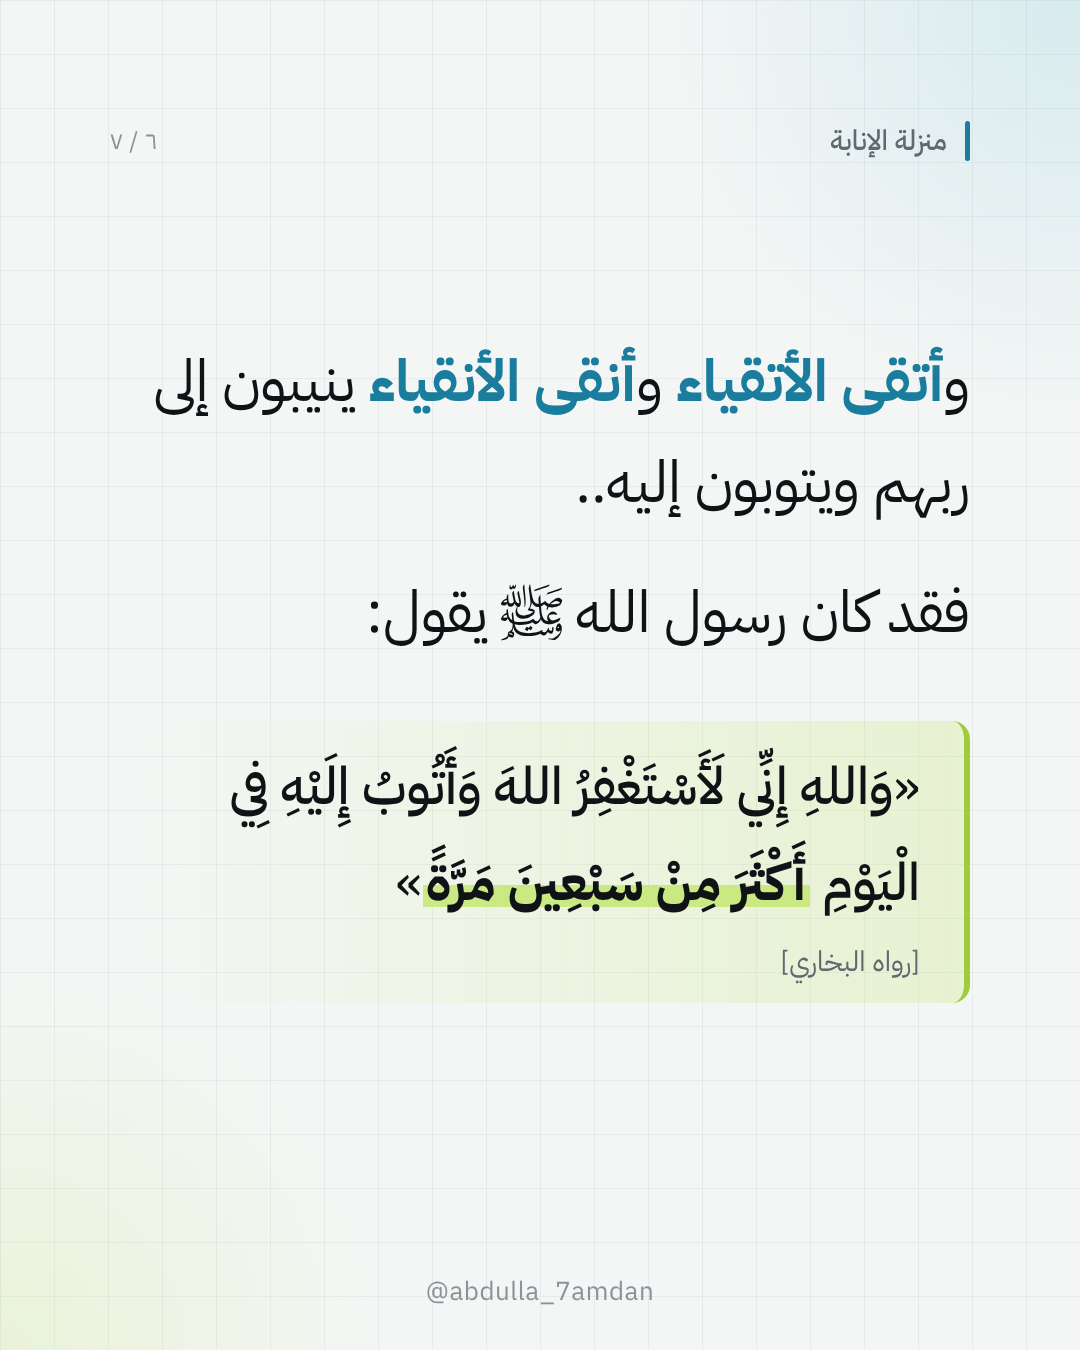 منزلة الإنابة
٦ / ٧
وأتقى الأتقياء وأنقى الأنقياء ينيبون إلى
ربهم ويتوبون إليه..
فقد كان رسول الله ﷺ يقول:
«وَاللهِ إِنِّي لَأَسْتَغْفِرُ اللهَ وَأَتُوبُ إِلَيْهِ فِي
الْيَوْمِ أَكْثَرَ مِنْ سَبْعِينَ مَرَّةً»
[رواه البخاري]
@abdulla_7amdan